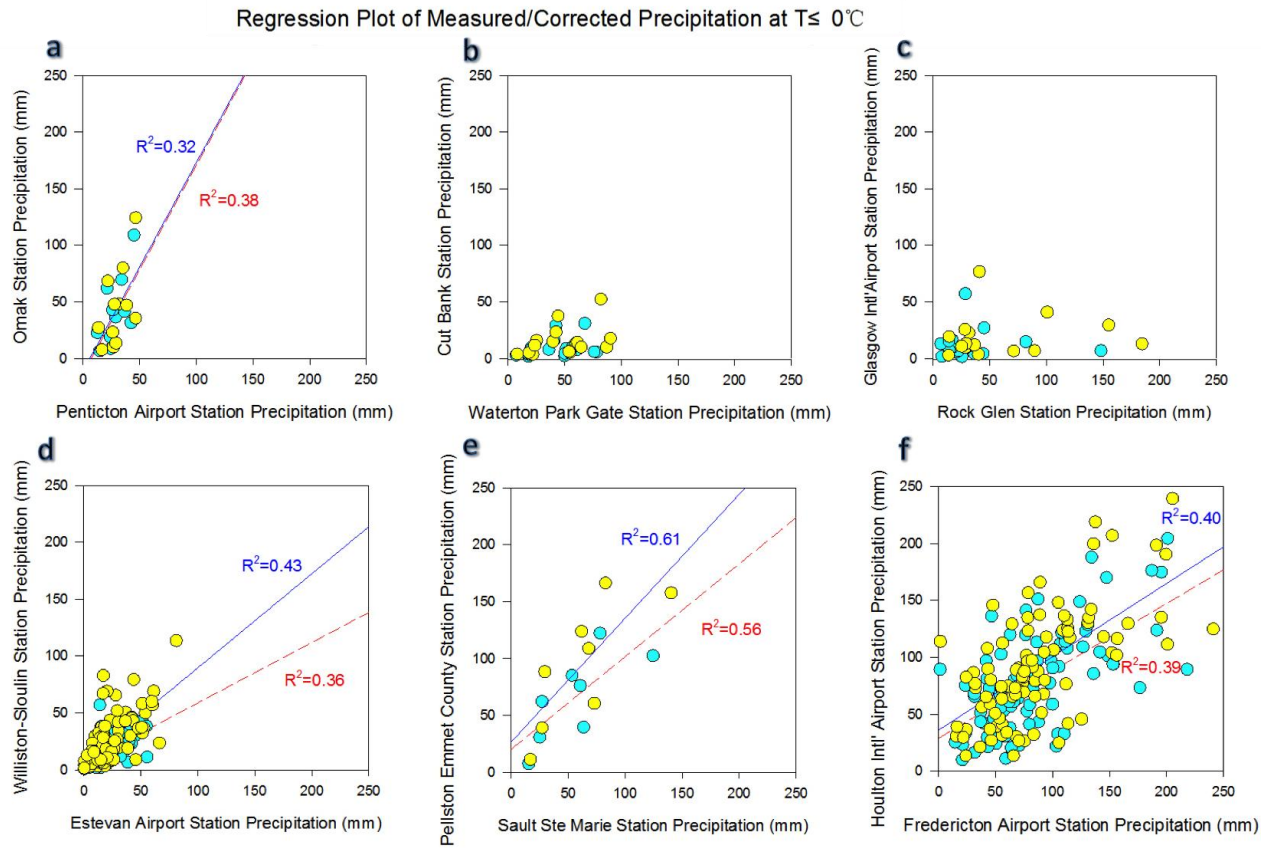 Regression Plot of Measured/Corrected Precipitation at T≤ 0℃
a
250
200
150
100
50
0
0 50 100 150 200 250
R²=0.32
R²=0.38
Omak Station Precipitation (mm)
Penticton Airport Station Precipitation (mm)
b
250
200
150
100
50
0
0 50 100 150 200 250
Cut Bank Station Precipitation (mm)
Waterton Park Gate Station Precipitation (mm)
c
250
200
150
100
50
0
0 50 100 150 200 250
Glasgow Intl'Airport Station Precipitation (mm)
Rock Glen Station Precipitation (mm)
d
250
200
150
100
50
0
0 50 100 150 200 250
R²=0.43
R²=0.36
Williston-Sloulin Station Precipitation (mm)
Estevan Airport Station Precipitation (mm)
e
250
200
150
100
50
0
0 50 100 150 200 250
R²=0.61
R²=0.56
Pellston Emmet County Station Precipitation (mm)
Sault Ste Marie Station Precipitation (mm)
f
250
200
150
100
50
0
0 50 100 150 200 250
R²=0.40
R²=0.39
Houlton Intl' Airport Station Precipitation (mm)
Fredericton Airport Station Precipitation (mm)